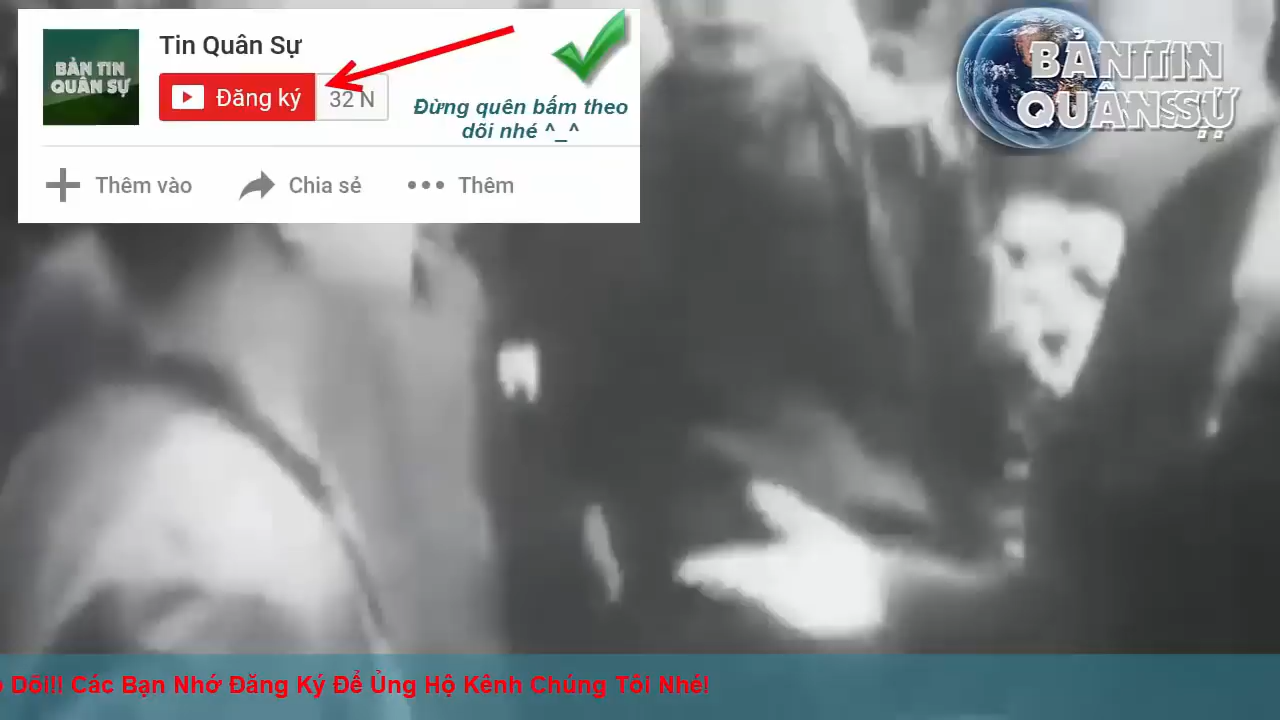 Tin Quân Sự
BẢN TIN
QUÂN SỰ
Đăng ký
32 N
Đừng quên bấm theo
dõi nhé ^_^
Thêm vào
Chia sẻ
Thêm
BẢN TIN
QUÂN SỰ
Dõi!! Các Bạn Nhớ Đăng Ký Để Ủng Hộ Kênh Chúng Tôi Nhé!